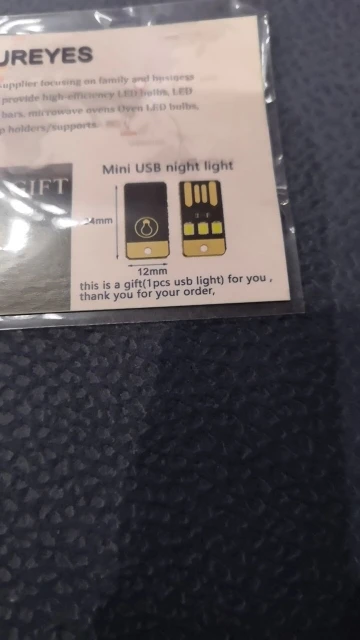 UREYES
supplier focusing on family and business
provide high-efficiency LED bulbs, LED
bars, microwave ovens Oven LED bulbs,
holders/supports.
GIFT
Mini USB night light
4mm
12mm
this is a gift(1pcs usb light) for you ,
thank you for your order,